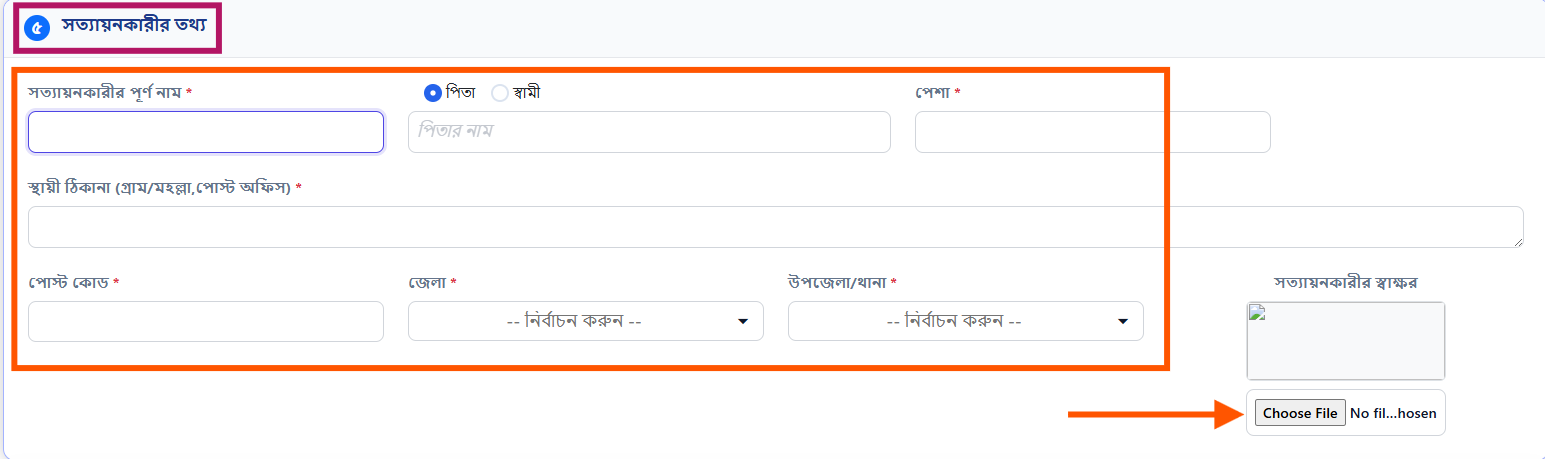 ৫ সত্যায়নকারীর তথ্য
সত্যায়নকারীর পূর্ণ নাম * পিতা স্বামী পেশা *
পিতার নাম
স্থায়ী ঠিকানা (গ্রাম/মহল্লা,পোস্ট অফিস) *
পোস্ট কোড * জেলা * উপজেলা/থানা * সত্যায়নকারীর স্বাক্ষর
-- নির্বাচন করুন -- -- নির্বাচন করুন --
Choose File No fil...hosen